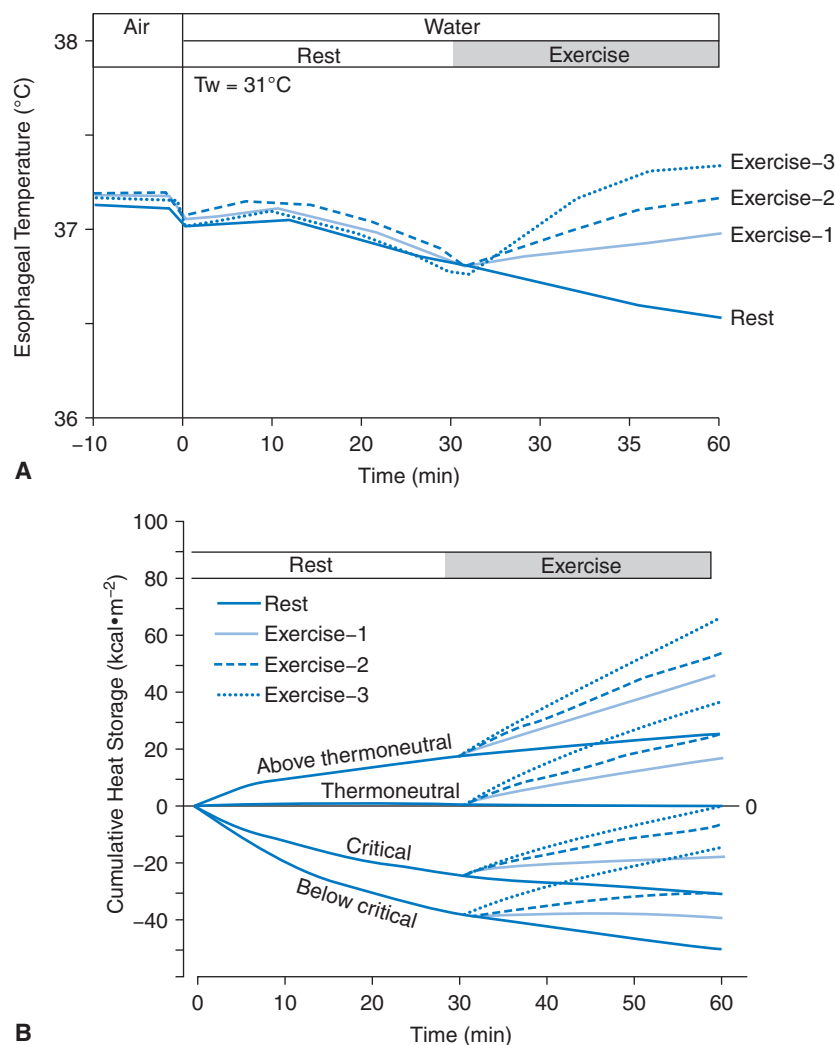 38
Air
Water
Rest
Exercise
Tw = 31°C
Esophageal Temperature (°C)
37
36
Exercise–3
Exercise–2
Exercise–1
Rest
–10
0
10
20
30
30
35
60
Time (min)
A
100
80
60
40
20
0
–20
–40
Cumulative Heat Storage (kcal•m–2)
Rest
Exercise
Rest
Exercise–1
Exercise–2
Exercise–3
Above thermoneutral
Thermoneutral
0
Critical
Below critical
0
10
20
30
40
50
60
Time (min)
B